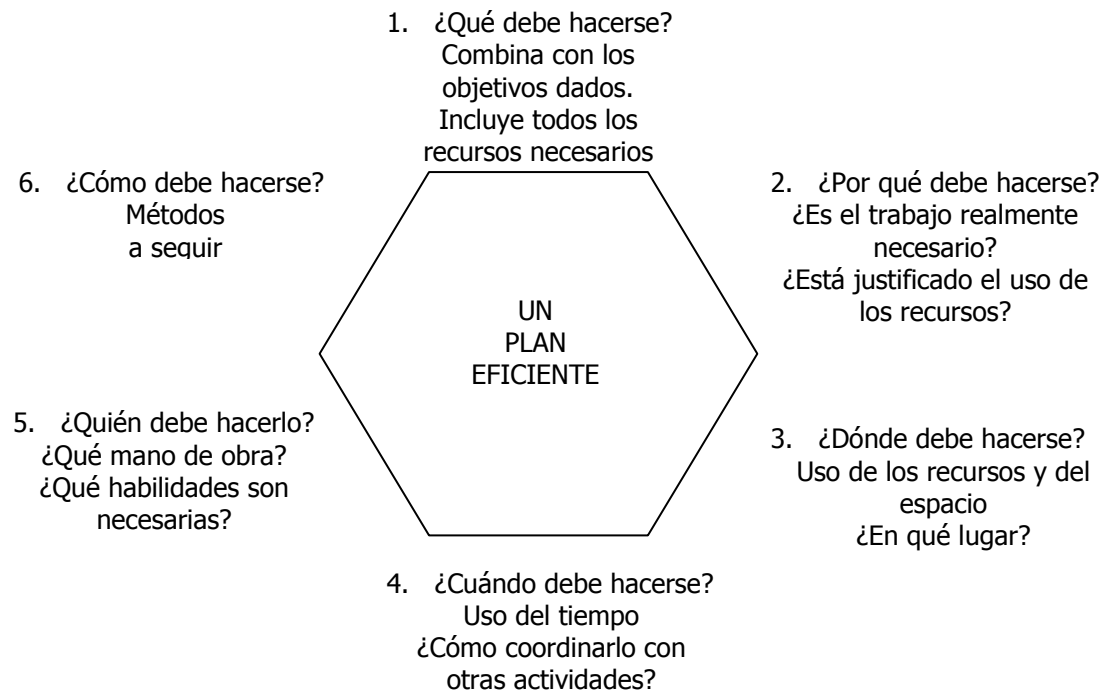 1. ¿Qué debe hacerse?
Combina con los
objetivos dados.
Incluye todos los
recursos necesarios
2. ¿Por qué debe hacerse?
¿Es el trabajo realmente
necesario?
¿Está justificado el uso de
los recursos?
3. ¿Dónde debe hacerse?
Uso de los recursos y del
espacio
¿En qué lugar?
4. ¿Cuándo debe hacerse?
Uso del tiempo
¿Cómo coordinarlo con
otras actividades?
5. ¿Quién debe hacerlo?
¿Qué mano de obra?
¿Qué habilidades son
necesarias?
6. ¿Cómo debe hacerse?
Métodos
a seguir
UN
PLAN
EFICIENTE